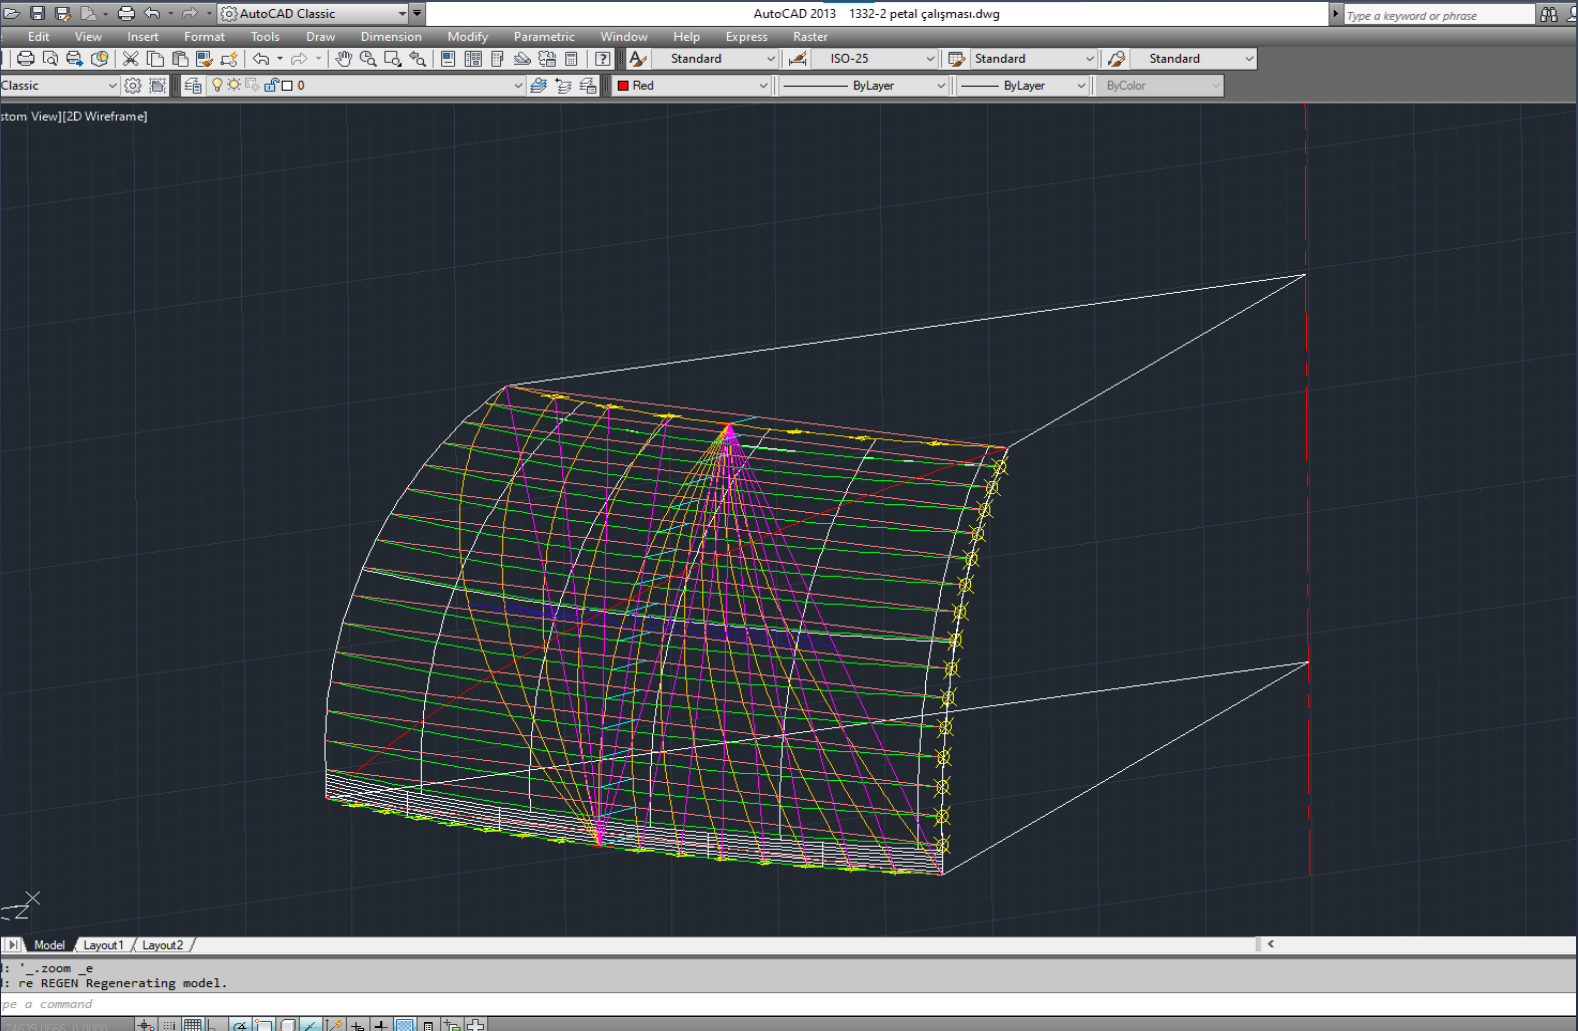 AutoCAD Classic
AutoCAD 2013 1332-2 petal çalışması.dwg
Type a keyword or phrase
Edit View Insert Format Tools Draw Dimension Modify Parametric Window Help Express Raster
Standard ISO-25 Standard Standard
Classic 0 Red ByLayer ByLayer ByColor
stom View][2D Wireframe]
X
Z
Model Layout1 Layout2
: '_.zoom _e
: re REGEN Regenerating model.
pe a command